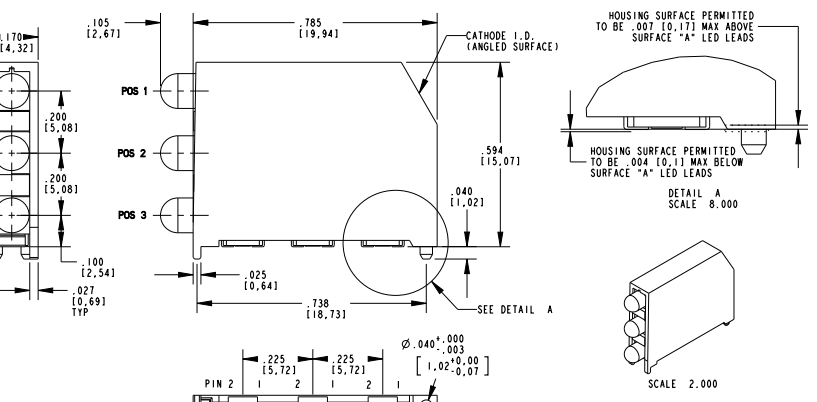 .170
[4,32]
.105
[2,67]
.785
[19,94]
CATHODE I.D.
(ANGLED SURFACE)
HOUSING SURFACE PERMITTED
TO BE .007 [0,17] MAX ABOVE
SURFACE "A" LED LEADS
POS 1
.200
[5,08]
POS 2
.594
[15,07]
HOUSING SURFACE PERMITTED
TO BE .004 [0,1] MAX BELOW
SURFACE "A" LED LEADS
.200
[5,08]
.040
[1,02]
DETAIL A
SCALE 8.000
POS 3
.100
[2,54]
.025
[0,64]
.027
[0,69]
TYP
.738
[18,73]
SEE DETAIL A
Ø.040 +.000
-.003
[1,02 +0,00
-0,07]
.225
[5,72]
.225
[5,72]
PIN 2 1 2 1 2 1
SCALE 2.000